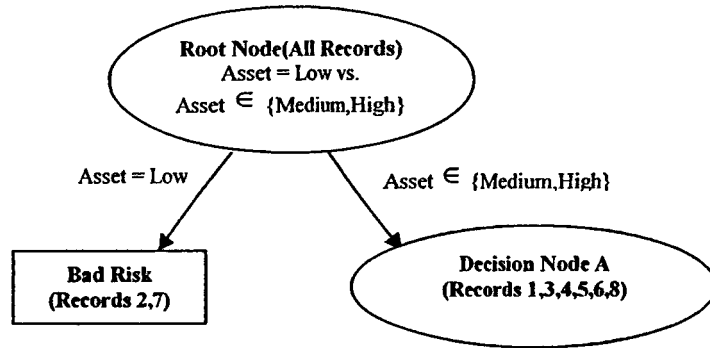 Root Node(All Records)
Asset = Low vs.
Asset ∈ {Medium,High}
Asset = Low
Asset ∈ {Medium,High}
Bad Risk
(Records 2,7)
Decision Node A
(Records 1,3,4,5,6,8)